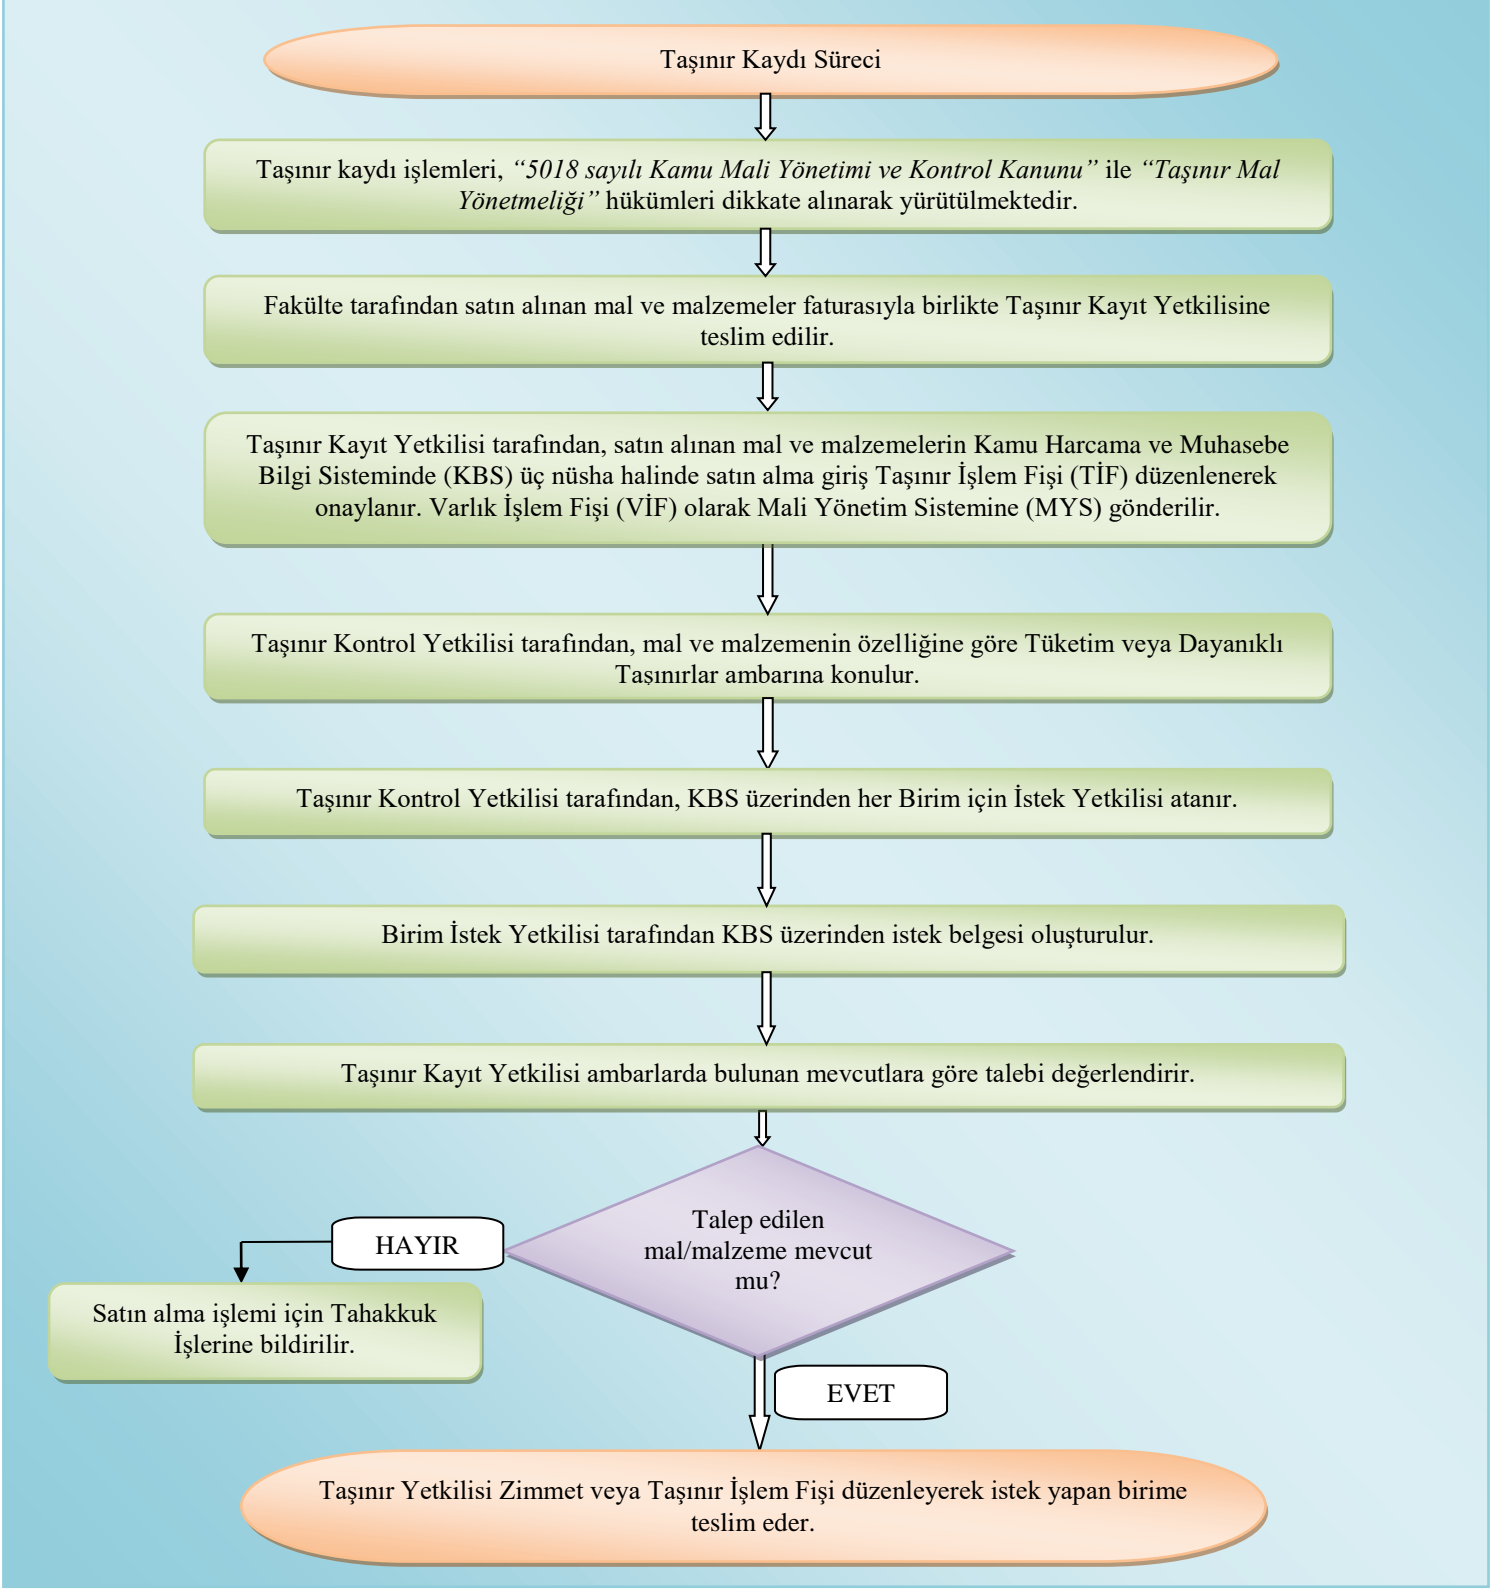 Taşınır Kaydı Süreci
Taşınır kaydı işlemleri, “5018 sayılı Kamu Mali Yönetimi ve Kontrol Kanunu” ile “Taşınır Mal
Yönetmeliği” hükümleri dikkate alınarak yürütülmektedir.
Fakülte tarafından satın alınan mal ve malzemeler faturasıyla birlikte Taşınır Kayıt Yetkilisine
teslim edilir.
Taşınır Kayıt Yetkilisi tarafından, satın alınan mal ve malzemelerin Kamu Harcama ve Muhasebe
Bilgi Sisteminde (KBS) üç nüsha halinde satın alma giriş Taşınır İşlem Fişi (TİF) düzenlenerek
onaylanır. Varlık İşlem Fişi (VİF) olarak Mali Yönetim Sistemine (MYS) gönderilir.
Taşınır Kontrol Yetkilisi tarafından, mal ve malzemenin özelliğine göre Tüketim veya Dayanıklı
Taşınırlar ambarına konulur.
Taşınır Kontrol Yetkilisi tarafından, KBS üzerinden her Birim için İstek Yetkilisi atanır.
Birim İstek Yetkilisi tarafından KBS üzerinden istek belgesi oluşturulur.
Taşınır Kayıt Yetkilisi ambarlarda bulunan mevcutlara göre talebi değerlendirir.
Talep edilen
mal/malzeme mevcut
mu?
HAYIR
Satın alma işlemi için Tahakkuk
İşlerine bildirilir.
EVET
Taşınır Yetkilisi Zimmet veya Taşınır İşlem Fişi düzenleyerek istek yapan birime
teslim eder.